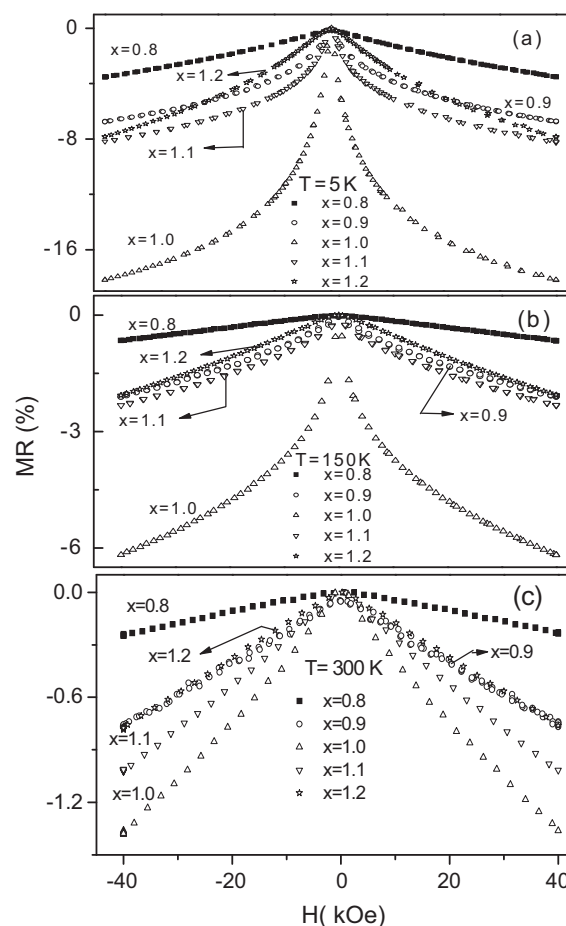 0
(a)
x=0.8
x=1.2
x=0.9
-8
x=1.1
T=5K
x=0.8
x=0.9
x=1.0
x=1.0
-16
x=1.1
x=1.2
0
(b)
x=0.8
x=1.2
x=1.1
x=0.9
-3
T=150K
x=0.8
x=0.9
x=1.0
x=1.0
x=1.1
x=1.2
-6
MR (%)
0.0
(c)
x=0.8
x=1.2
x=0.9
T=300 K
-0.6
x=0.8
x=1.1
x=0.9
x=1.0
x=1.0
x=1.1
-1.2
x=1.2
-40 -20 0 20 40
H( kOe)